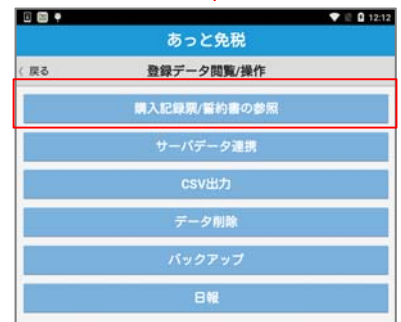 12:12
あっと免税
戻る
登録データ閲覧/操作
購入記録票/誓約書の参照
サーバデータ連携
CSV出力
データ削除
バックアップ
日報